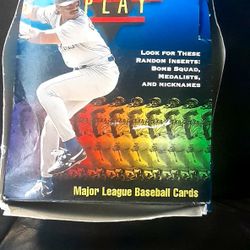 PLAY
LOOK FOR THESE
RANDOM INSERTS:
BOMB SQUAD,
MEDALISTS,
AND NICKNAMES
Major League Baseball Cards